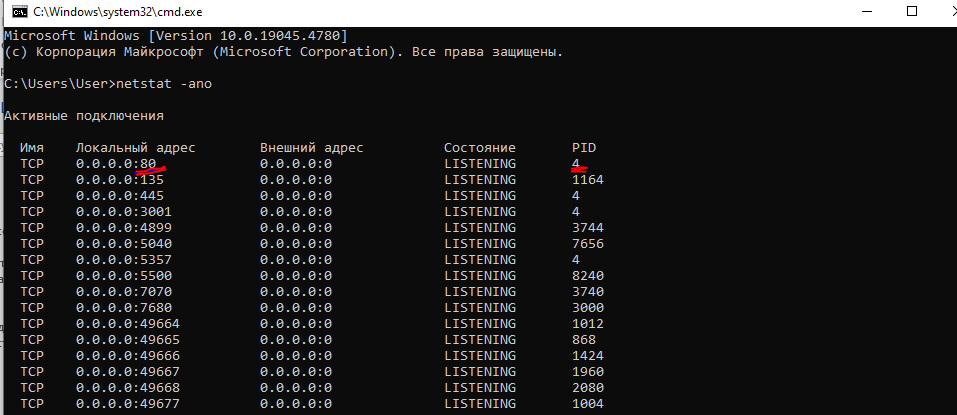 C:\Windows\system32\cmd.exe
Microsoft Windows [Version 10.0.19045.4780]
(c) Корпорация Майкрософт (Microsoft Corporation). Все права защищены.
C:\Users\User>netstat -ano
Активные подключения
Имя Локальный адрес Внешний адрес Состояние PID
TCP 0.0.0.0:80 0.0.0.0:0 LISTENING 4
TCP 0.0.0.0:135 0.0.0.0:0 LISTENING 1164
TCP 0.0.0.0:445 0.0.0.0:0 LISTENING 4
TCP 0.0.0.0:3001 0.0.0.0:0 LISTENING 4
TCP 0.0.0.0:4899 0.0.0.0:0 LISTENING 3744
TCP 0.0.0.0:5040 0.0.0.0:0 LISTENING 7656
TCP 0.0.0.0:5357 0.0.0.0:0 LISTENING 4
TCP 0.0.0.0:5500 0.0.0.0:0 LISTENING 8240
TCP 0.0.0.0:7070 0.0.0.0:0 LISTENING 3740
TCP 0.0.0.0:7680 0.0.0.0:0 LISTENING 3000
TCP 0.0.0.0:49664 0.0.0.0:0 LISTENING 1012
TCP 0.0.0.0:49665 0.0.0.0:0 LISTENING 868
TCP 0.0.0.0:49666 0.0.0.0:0 LISTENING 1424
TCP 0.0.0.0:49667 0.0.0.0:0 LISTENING 1960
TCP 0.0.0.0:49668 0.0.0.0:0 LISTENING 2080
TCP 0.0.0.0:49677 0.0.0.0:0 LISTENING 1004